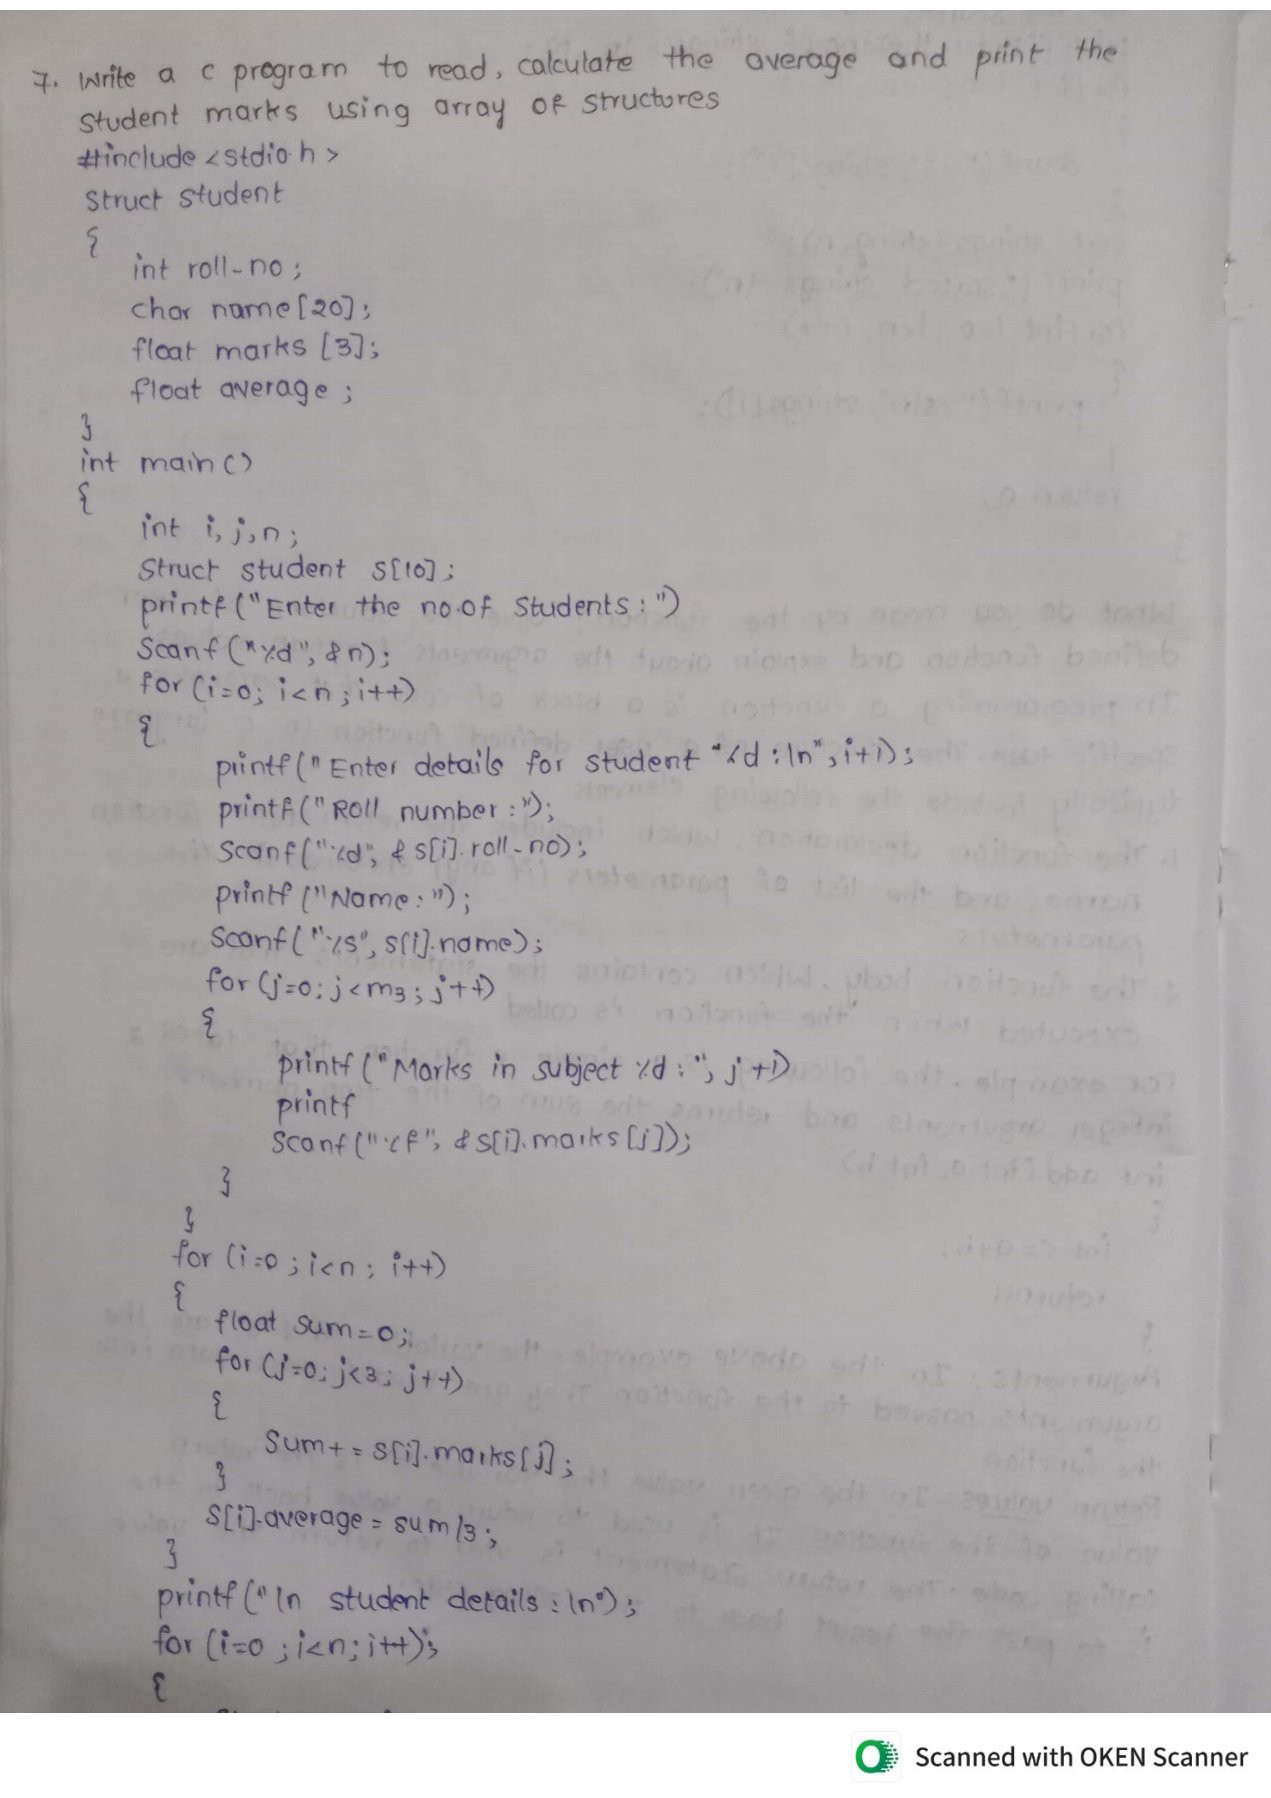 7. Write a c program to read, calculate the average and print the
student marks using array of structures
#include <stdio.h>
Struct student
{
int roll-no;
char name[20];
float marks [3];
float average;
}
int main()
{
int i, j, n;
Struct student s[10];
printf("Enter the no.of Students:")
Scanf("%d", &n);
for (i=0; i<n; i++)
{
printf("Enter details for student "%d:\n", i+1);
printf("Roll number:");
Scanf("%d", &s[i].roll-no);
printf("Name:");
Scanf("%s", s[i].name);
for (j=0; j<m3; j++)
{
printf("Marks in subject %d:", j+1)
printf
Scanf("%f", &s[i].marks[j]);
}
}
for (i=0; i<n; i++)
{
float sum=0;
for (j=0; j<3; j++)
{
Sum+= s[i].marks[j];
}
S[i].average = sum/3;
}
printf("\n student details:\n");
for (i=0; i<n; i++);
{
Scanned with OKEN Scanner